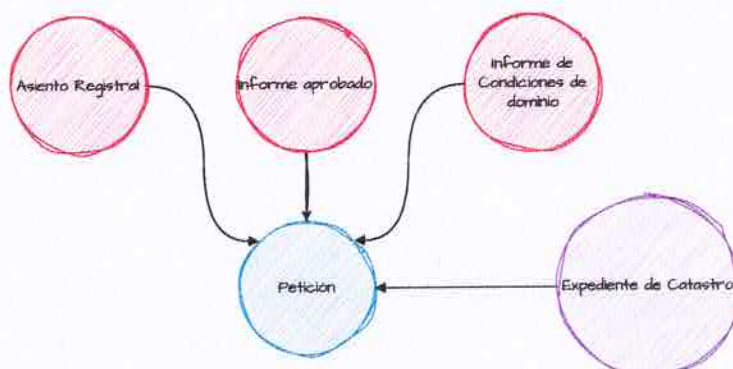 Asiento Registral
Informe aprobado
Informe de
Condiciones de
dominio
Petición
Expediente de Catastro